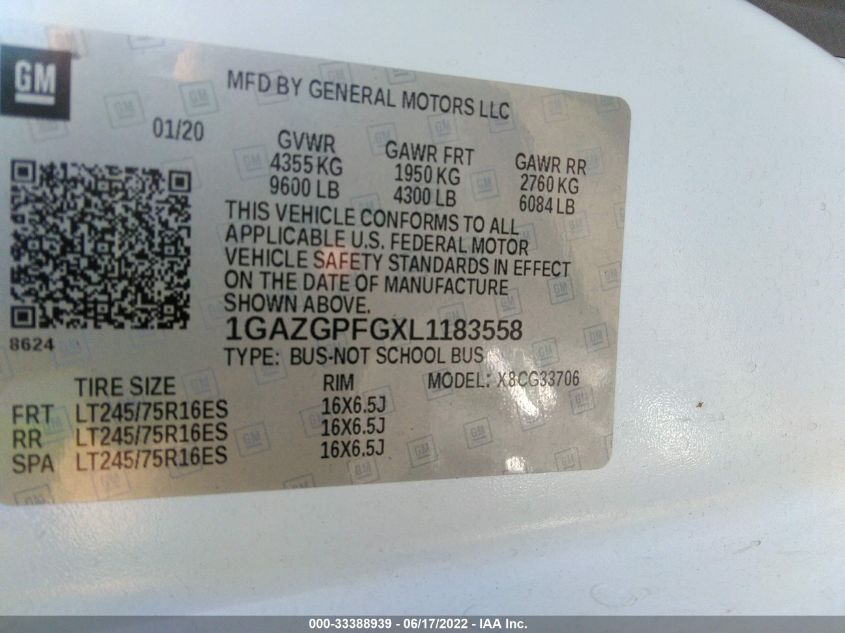 GM
MFD BY GENERAL MOTORS LLC
01/20
GVWR
4355 KG
9600 LB
GAWR FRT
1950 KG
4300 LB
GAWR RR
2760 KG
6084 LB
THIS VEHICLE CONFORMS TO ALL
APPLICABLE U.S. FEDERAL MOTOR
VEHICLE SAFETY STANDARDS IN EFFECT
ON THE DATE OF MANUFACTURE
SHOWN ABOVE.
8624
1GAZGPFGXL1183558
TYPE: BUS-NOT SCHOOL BUS
MODEL: X8CG33706
TIRE SIZE RIM
FRT LT245/75R16ES 16X6.5J
RR LT245/75R16ES 16X6.5J
SPA LT245/75R16ES 16X6.5J
000-33388939 - 06/17/2022 - IAA Inc.